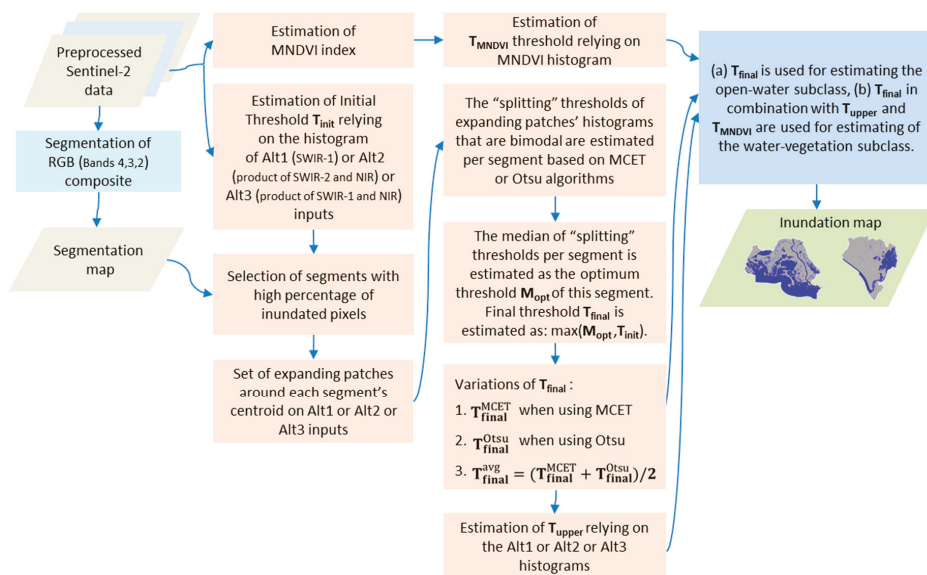 Preprocessed
Sentinel-2
data
Segmentation of
RGB (Bands 4,3,2)
composite
Segmentation
map
Estimation of
MNDVI index
Estimation of Initial
Threshold Tinit relying
on the histogram
of Alt1 (SWIR-1) or Alt2
(product of SWIR-2 and NIR) or
Alt3 (product of SWIR-1 and NIR)
inputs
Selection of segments with
high percentage of
inundated pixels
Set of expanding patches
around each segment's
centroid on Alt1 or Alt2 or
Alt3 inputs
Estimation of
TMNDVI threshold relying on
MNDVI histogram
The “splitting” thresholds of
expanding patches’ histograms
that are bimodal are estimated
per segment based on MCET
or Otsu algorithms
The median of “splitting”
thresholds per segment is
estimated as the optimum
threshold Mopt of this segment.
Final threshold Tfinal is
estimated as: max(Mopt,Tinit).
Variations of Tfinal :
1. T^MCET_final when using MCET
2. T^Otsu_final when using Otsu
3. T^avg_final = (T^MCET_final + T^Otsu_final)/2
Estimation of Tupper relying on
the Alt1 or Alt2 or Alt3
histograms
(a) Tfinal is used for estimating the
open-water subclass, (b) Tfinal in
combination with Tupper and
TMNDVI are used for estimating of
the water-vegetation subclass.
Inundation map